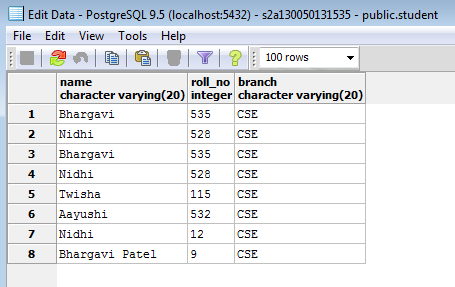 Edit Data - PostgreSQL 9.5 (localhost:5432) - s2a130050131535 - public.student
File Edit View Tools Help
100 rows
name roll_no branch
character varying(20) integer character varying(20)
1 Bhargavi 535 CSE
2 Nidhi 528 CSE
3 Bhargavi 535 CSE
4 Nidhi 528 CSE
5 Twisha 115 CSE
6 Aayushi 532 CSE
7 Nidhi 12 CSE
8 Bhargavi Patel 9 CSE